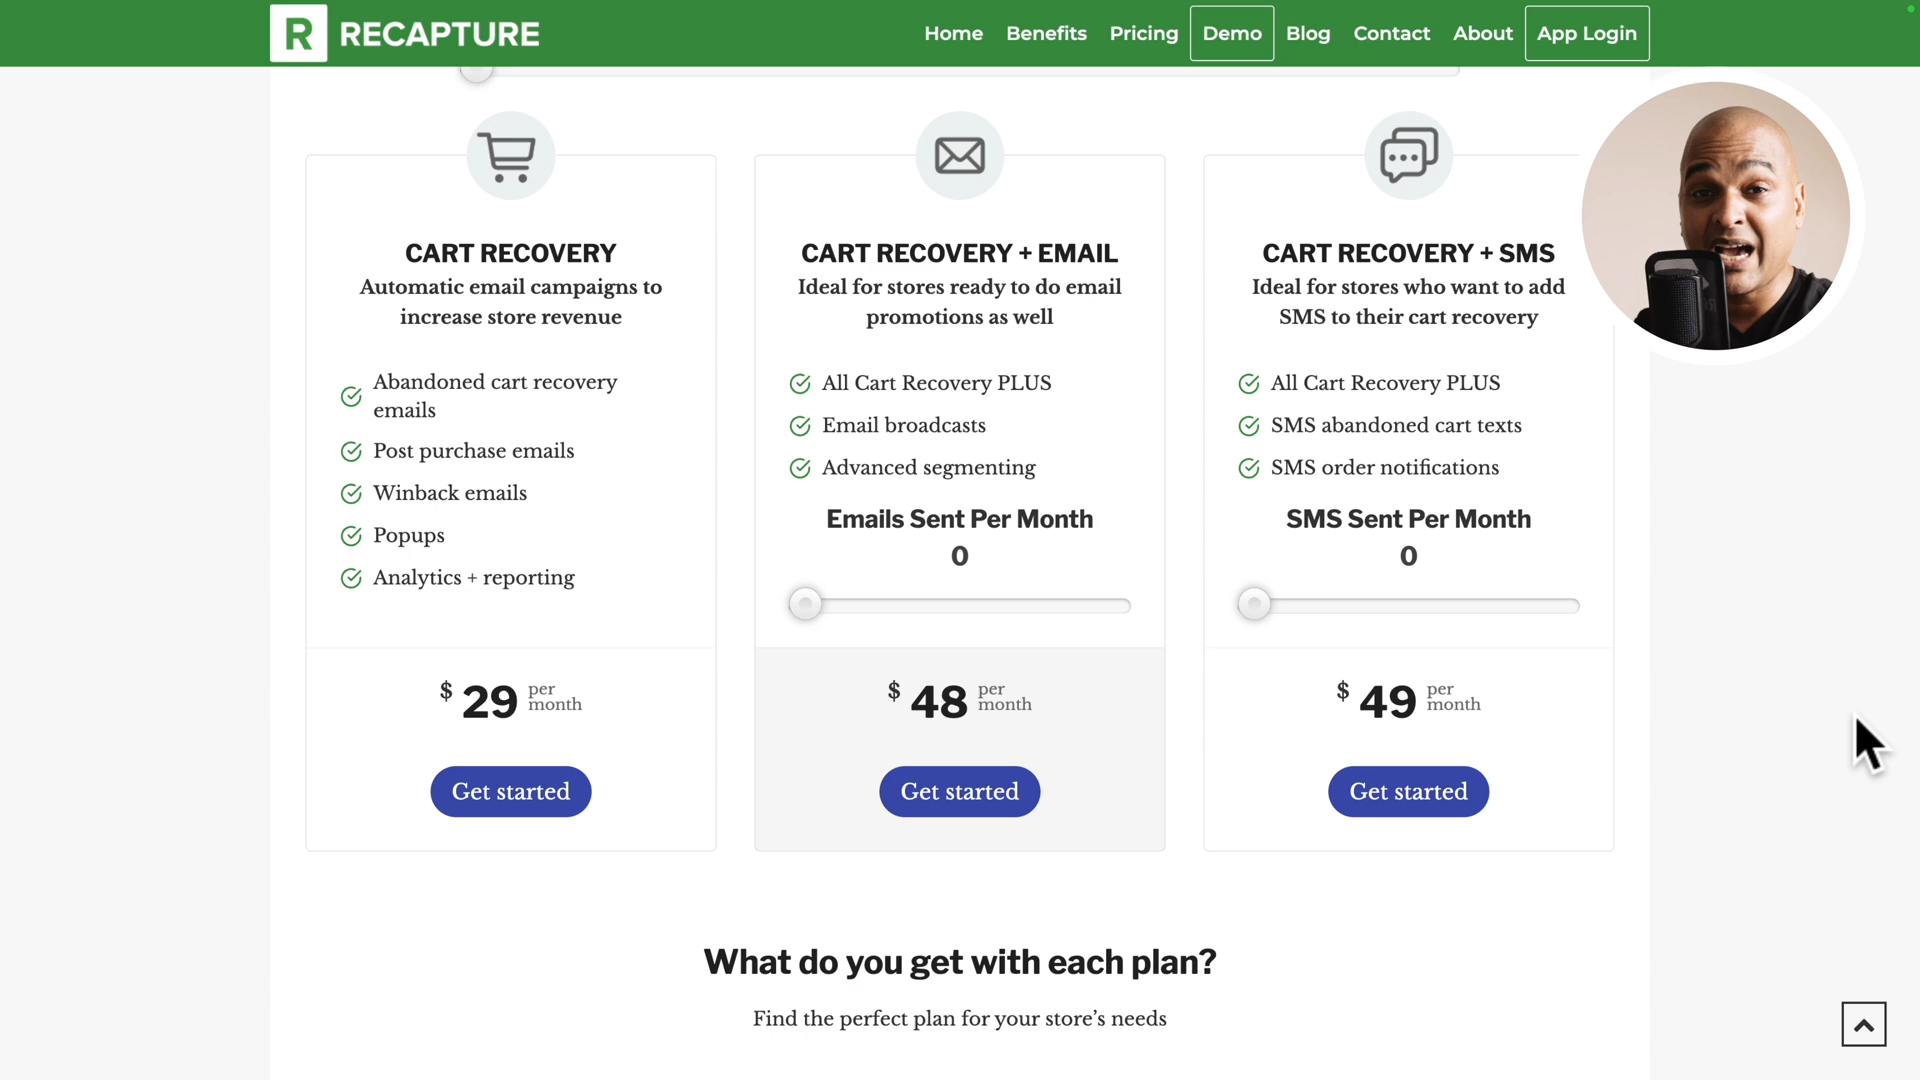 R RECAPTURE
Home Benefits Pricing Demo Blog Contact About App Login
CART RECOVERY
Automatic email campaigns to
increase store revenue
Abandoned cart recovery
emails
Post purchase emails
Winback emails
Popups
Analytics + reporting
$ 29 per
month
Get started
CART RECOVERY + EMAIL
Ideal for stores ready to do email
promotions as well
All Cart Recovery PLUS
Email broadcasts
Advanced segmenting
Emails Sent Per Month
0
$ 48 per
month
Get started
CART RECOVERY + SMS
Ideal for stores who want to add
SMS to their cart recovery
All Cart Recovery PLUS
SMS abandoned cart texts
SMS order notifications
SMS Sent Per Month
0
$ 49 per
month
Get started
What do you get with each plan?
Find the perfect plan for your store’s needs